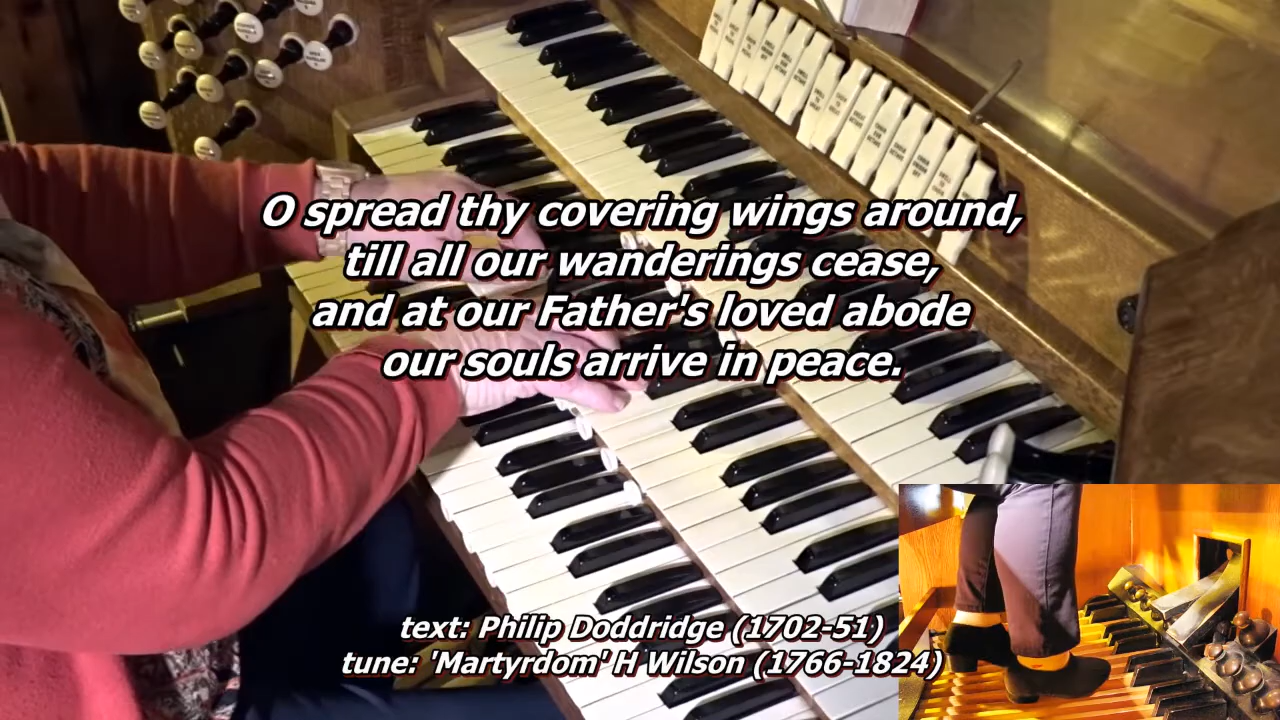 O spread thy covering wings around,
till all our wanderings cease,
and at our Father's loved abode
our souls arrive in peace.
text: Philip Doddridge (1702-51)
tune: 'Martyrdom' H Wilson (1766-1824)